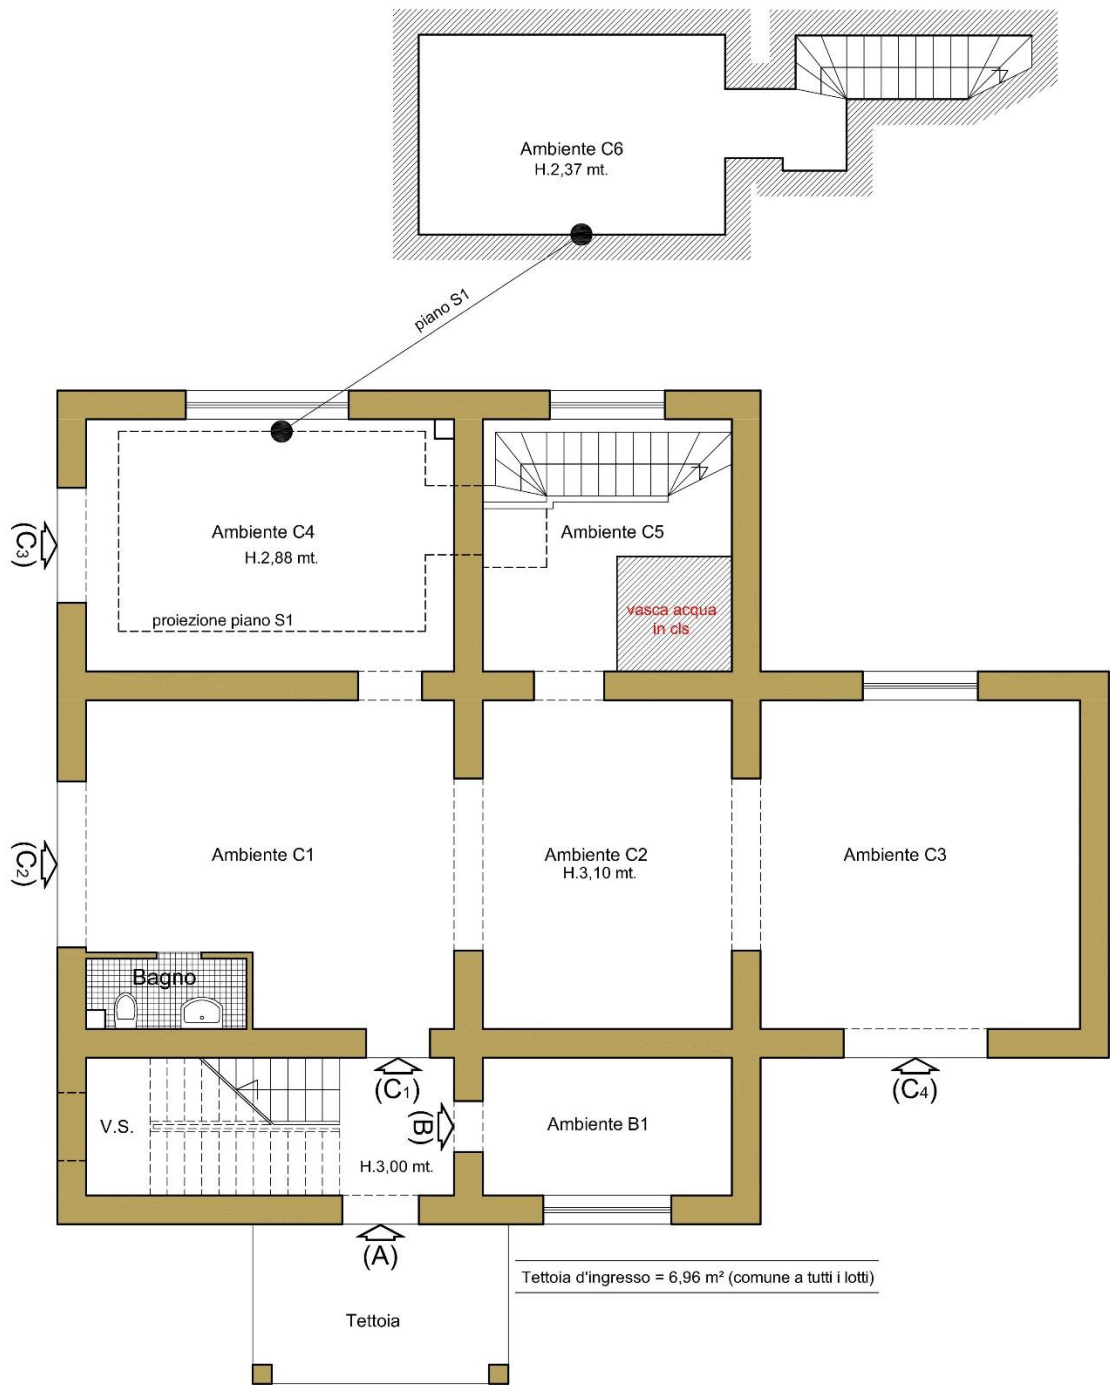 Ambiente C6
H.2,37 mt.
piano S1
Ambiente C4
H.2,88 mt.
proiezione piano S1
Ambiente C5
vasca acqua
in cls
(C3)
Ambiente C1
Ambiente C2
H.3,10 mt.
Ambiente C3
(C2)
Bagno
(C1)
(C4)
V.S.
(B)
Ambiente B1
H.3,00 mt.
(A)
Tettoia d'ingresso = 6,96 m² (comune a tutti i lotti)
Tettoia